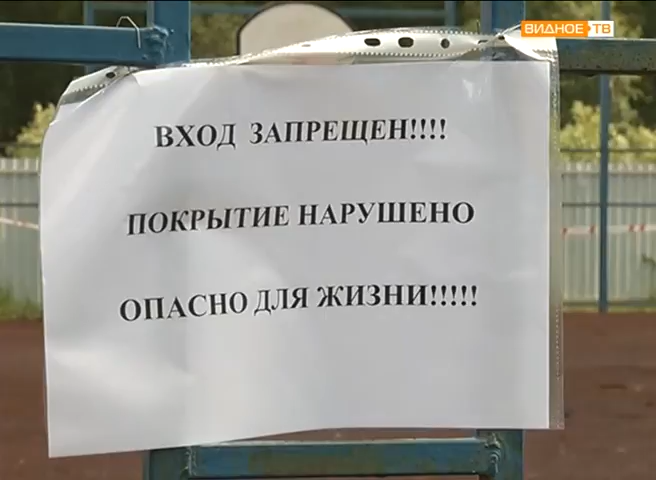 ВИДНОЕ ТВ
ВХОД ЗАПРЕЩЕН!!!!
ПОКРЫТИЕ НАРУШЕНО
ОПАСНО ДЛЯ ЖИЗНИ!!!!!